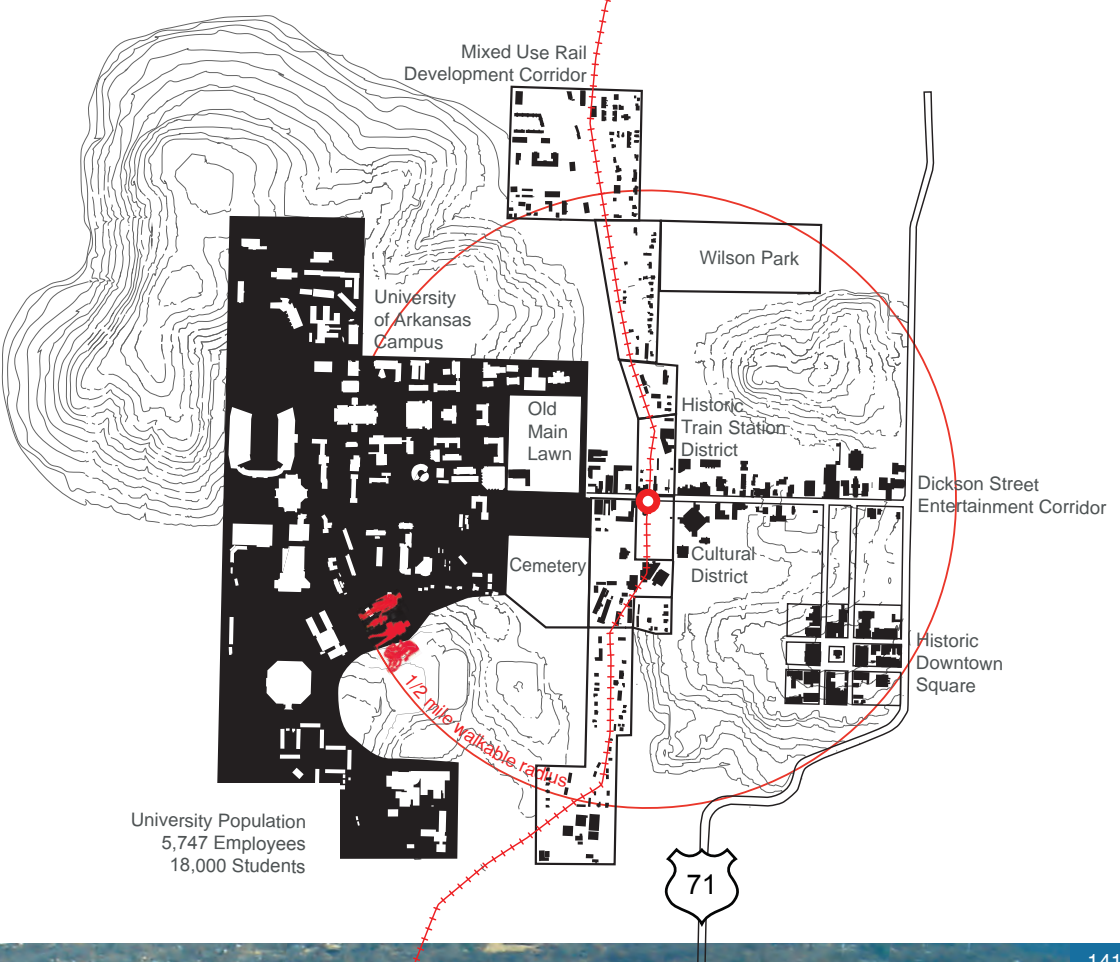 Mixed Use Rail
Development Corridor
Wilson Park
University
of Arkansas
Campus
Old
Main
Lawn
Historic
Train Station
District
Dickson Street
Entertainment Corridor
Cemetery
Cultural
District
Historic
Downtown
Square
1/2 mile walkable radius
University Population
5,747 Employees
18,000 Students
71
141